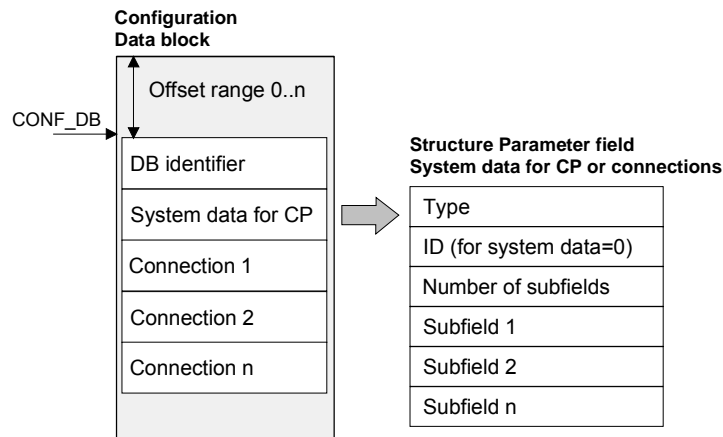 Configuration
Data block
Offset range 0..n
CONF_DB
DB identifier
System data for CP
Connection 1
Connection 2
Connection n
Structure Parameter field
System data for CP or connections
Type
ID (for system data=0)
Number of subfields
Subfield 1
Subfield 2
Subfield n